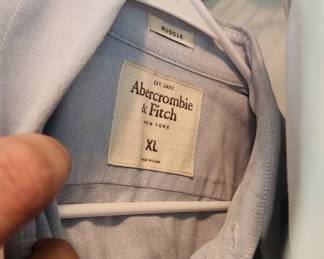 MUSCLE
EST. 1892
Abercrombie
& Fitch
NEW YORK
XL